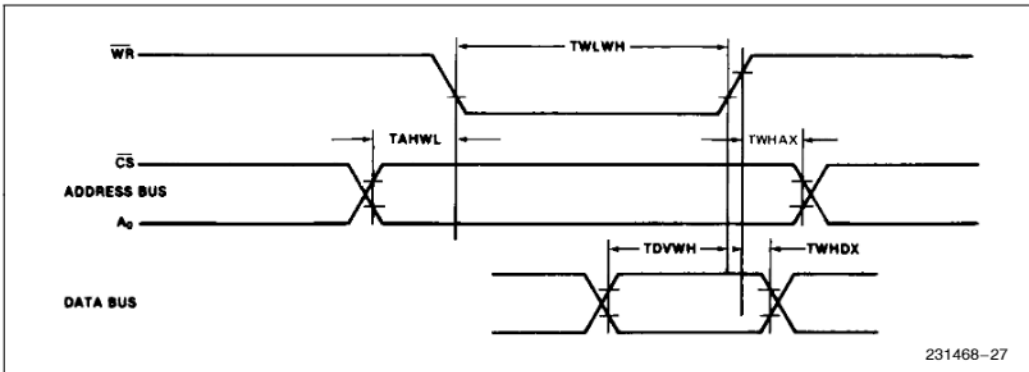 WR
TWLWH
TAHWL
TWHAX
CS
ADDRESS BUS
A₀
TDVWH
TWHDX
DATA BUS
231468–27